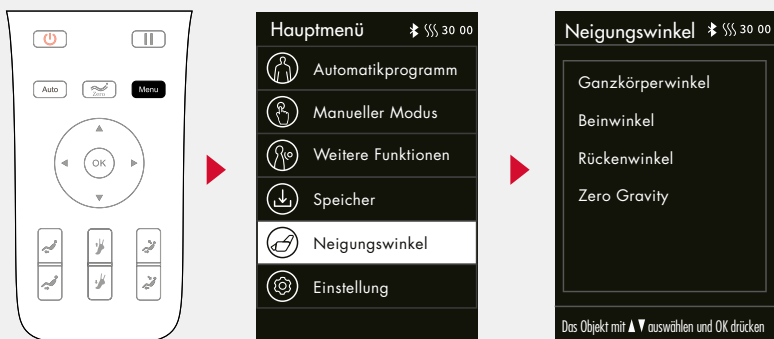 Auto
Zero
Menu
OK
Hauptmenü 30 00
Automatikprogramm
Manueller Modus
Weitere Funktionen
Speicher
Neigungswinkel
Einstellung
Neigungswinkel 30 00
Ganzkörperwinkel
Beinwinkel
Rückenwinkel
Zero Gravity
Das Objekt mit ▲▼ auswählen und OK drücken